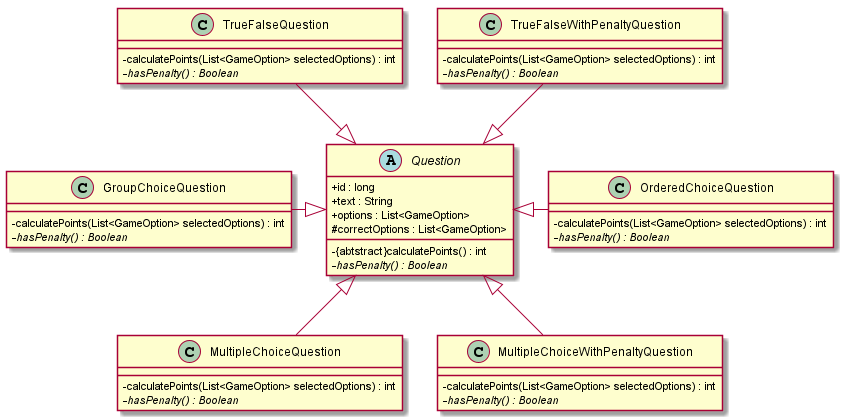 C TrueFalseQuestion
-calculatePoints(List<GameOption> selectedOptions) : int
-hasPenalty() : Boolean
C TrueFalseWithPenaltyQuestion
-calculatePoints(List<GameOption> selectedOptions) : int
-hasPenalty() : Boolean
C GroupChoiceQuestion
-calculatePoints(List<GameOption> selectedOptions) : int
-hasPenalty() : Boolean
A Question
+id : long
+text : String
+options : List<GameOption>
#correctOptions : List<GameOption>
-{abtstract}calculatePoints() : int
-hasPenalty() : Boolean
C OrderedChoiceQuestion
-calculatePoints(List<GameOption> selectedOptions) : int
-hasPenalty() : Boolean
C MultipleChoiceQuestion
-calculatePoints(List<GameOption> selectedOptions) : int
-hasPenalty() : Boolean
C MultipleChoiceWithPenaltyQuestion
-calculatePoints(List<GameOption> selectedOptions) : int
-hasPenalty() : Boolean